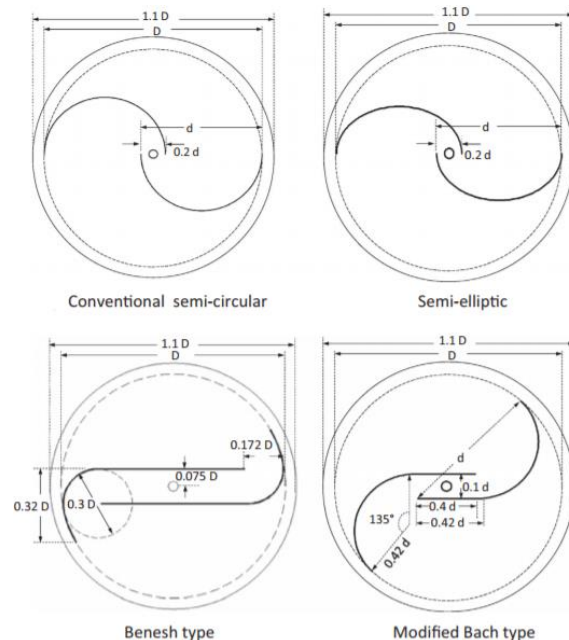 1.1 D
D
d
0.2 d
Conventional semi-circular
1.1 D
D
d
0.2 d
Semi-elliptic
1.1 D
D
0.172 D
0.075 D
0.32 D
0.3 D
Benesh type
1.1 D
D
d
0.1 d
0.4 d
0.42 d
135°
0.42 d
Modified Bach type